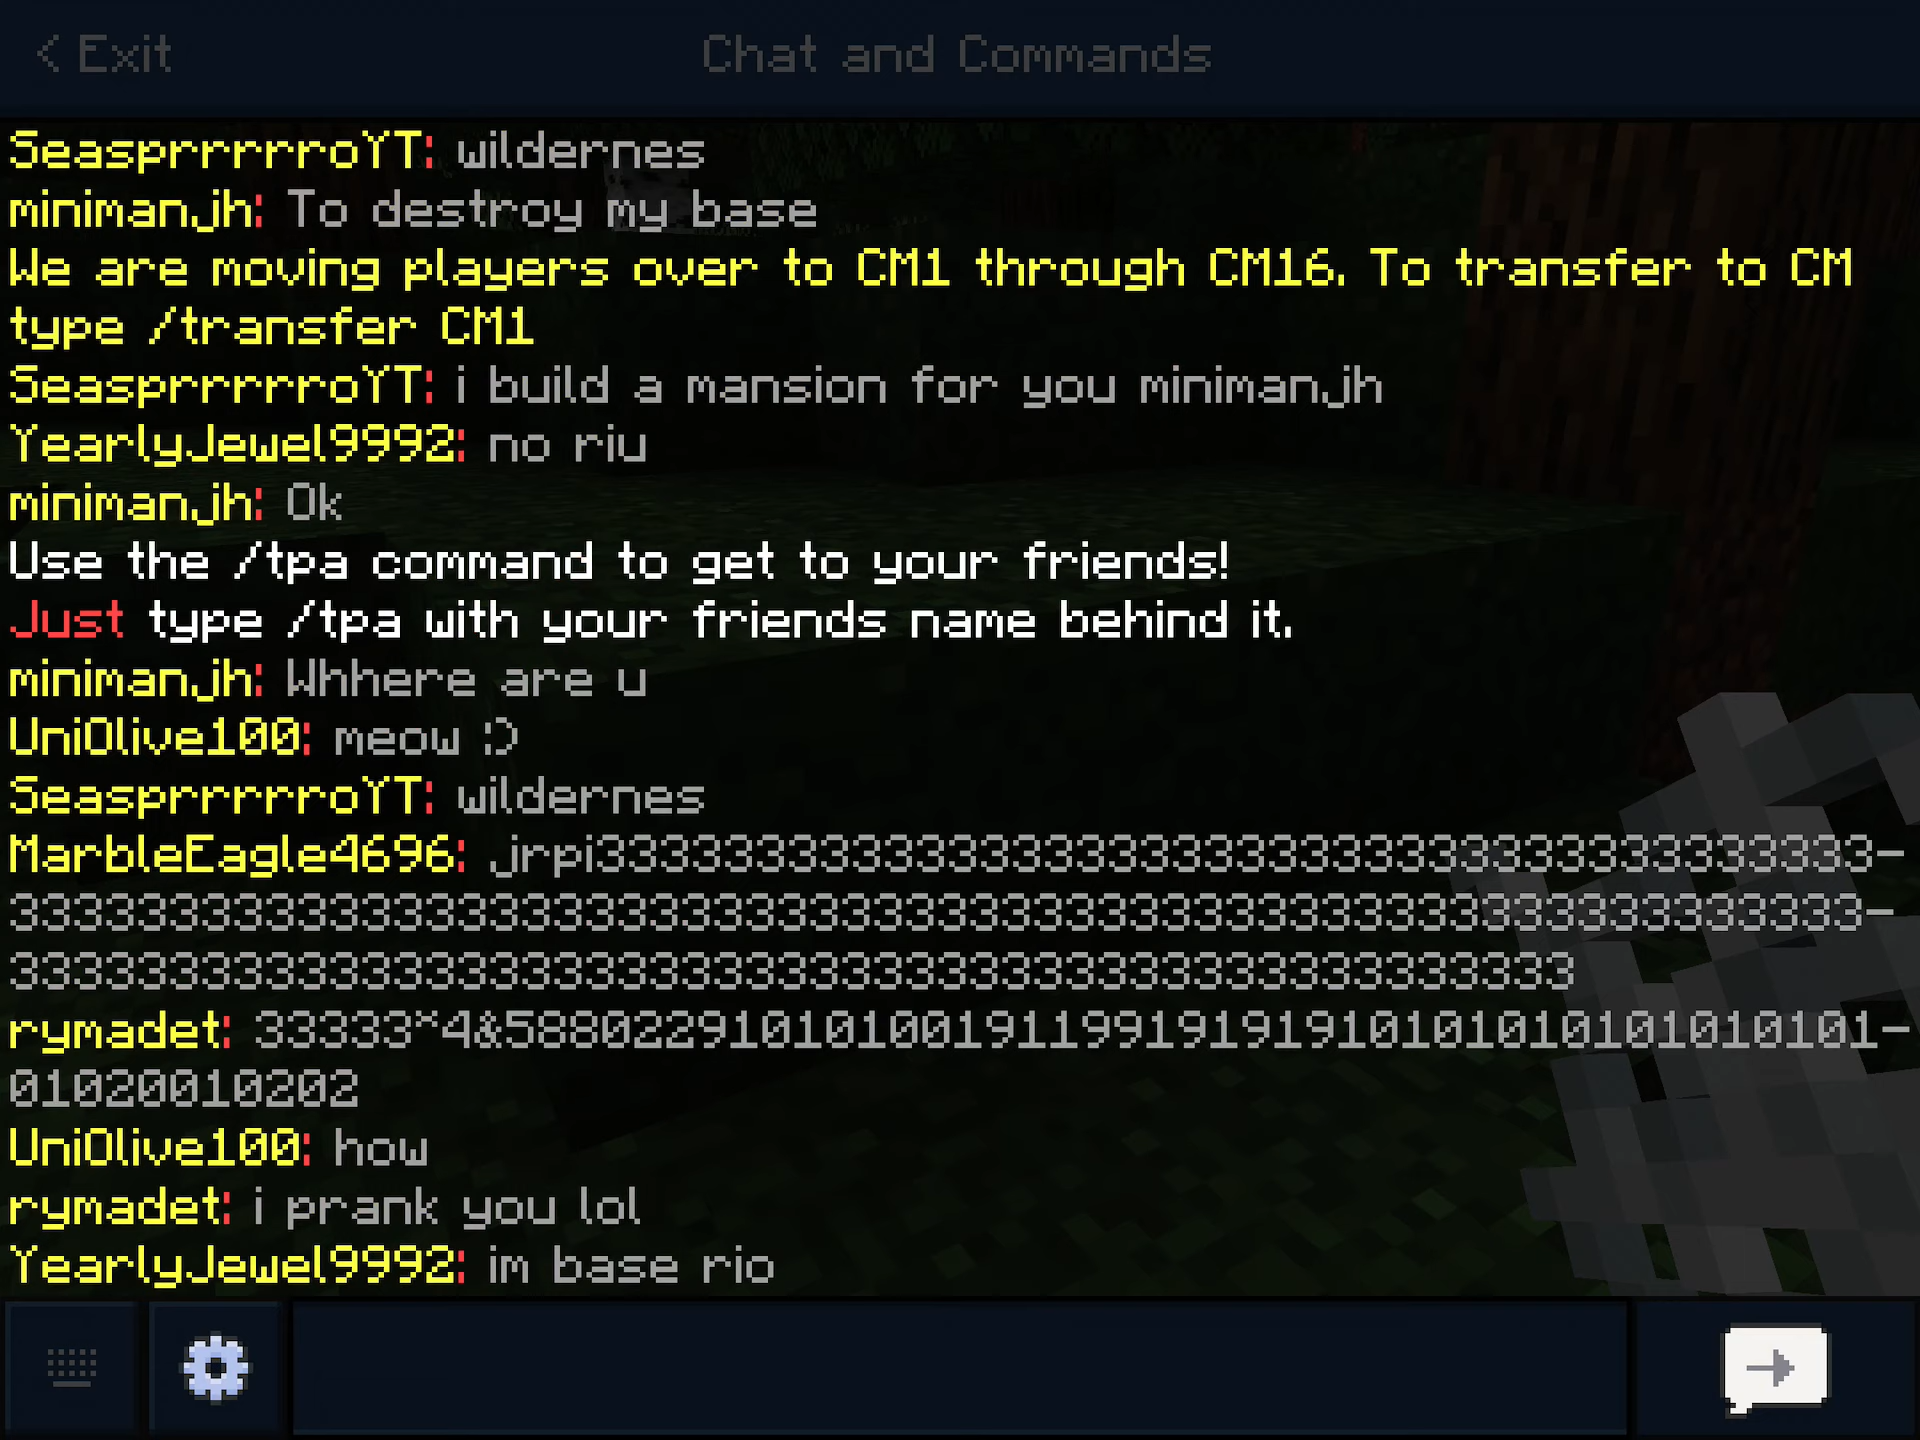 < Exit
Chat and Commands
SeasprrrrroYT: wildernes
minimanjh: To destroy my base
We are moving players over to CM1 through CM16. To transfer to CM
type /transfer CM1
SeasprrrrroYT: i build a mansion for you minimanjh
YearlyJewel9992: no riu
minimanjh: Ok
Use the /tpa command to get to your friends!
Just type /tpa with your friends name behind it.
minimanjh: Whhere are u
UniOlive100: meow :)
SeasprrrrroYT: wildernes
MarbleEagle4696: jrpi33333333333333333333333333333333333333333-
33333333333333333333333333333333333333333333333333333333333-
33333333333333333333333333333333333333333333333333
rymadet: 33333*4&588022910101001911991919191010101010101010101-
01020010202
UniOlive100: how
rymadet: i prank you lol
YearlyJewel9992: im base rio